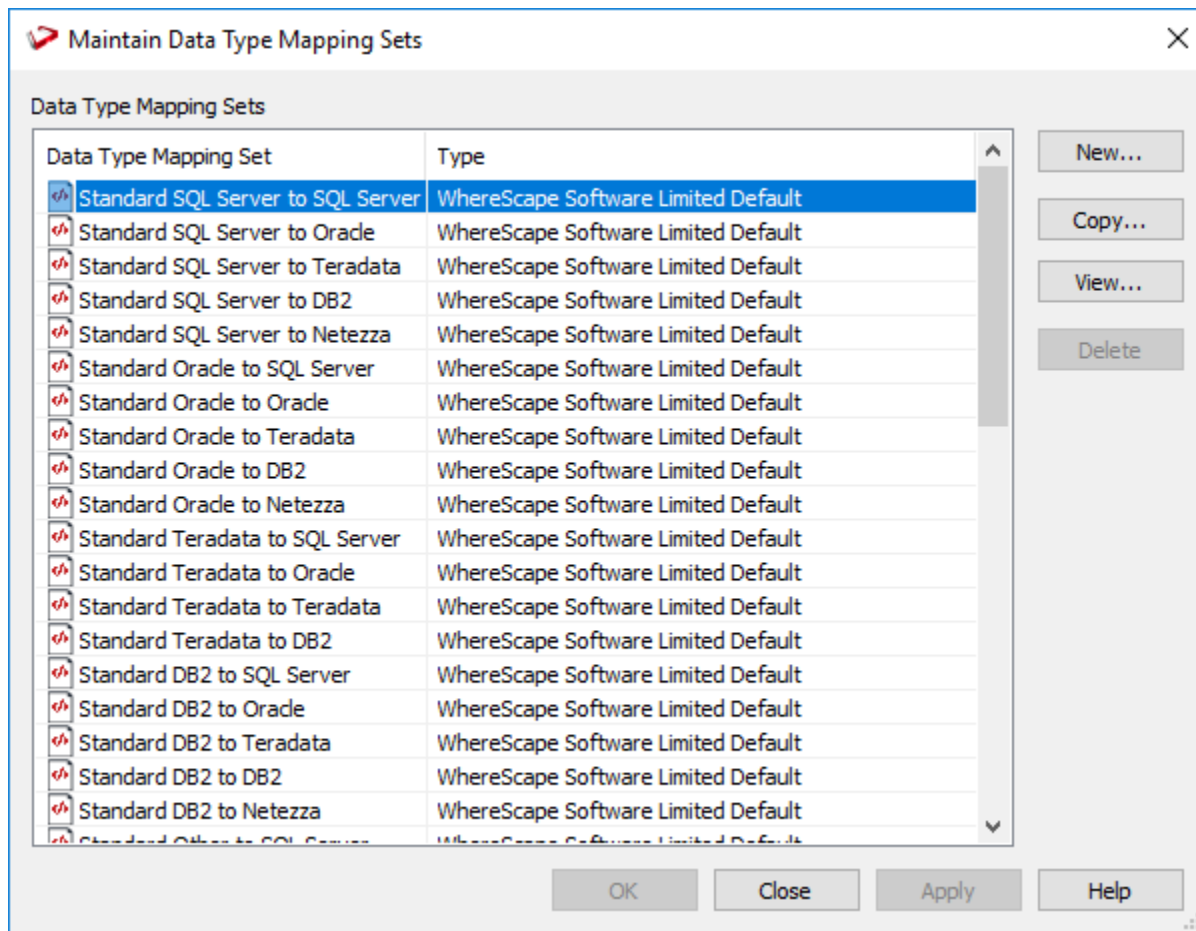 Maintain Data Type Mapping Sets
Data Type Mapping Sets
Data Type Mapping Set Type
Standard SQL Server to SQL Server WhereScape Software Limited Default
Standard SQL Server to Oracle WhereScape Software Limited Default
Standard SQL Server to Teradata WhereScape Software Limited Default
Standard SQL Server to DB2 WhereScape Software Limited Default
Standard SQL Server to Netezza WhereScape Software Limited Default
Standard Oracle to SQL Server WhereScape Software Limited Default
Standard Oracle to Oracle WhereScape Software Limited Default
Standard Oracle to Teradata WhereScape Software Limited Default
Standard Oracle to DB2 WhereScape Software Limited Default
Standard Oracle to Netezza WhereScape Software Limited Default
Standard Teradata to SQL Server WhereScape Software Limited Default
Standard Teradata to Oracle WhereScape Software Limited Default
Standard Teradata to Teradata WhereScape Software Limited Default
Standard Teradata to DB2 WhereScape Software Limited Default
Standard DB2 to SQL Server WhereScape Software Limited Default
Standard DB2 to Oracle WhereScape Software Limited Default
Standard DB2 to Teradata WhereScape Software Limited Default
Standard DB2 to DB2 WhereScape Software Limited Default
Standard DB2 to Netezza WhereScape Software Limited Default
Standard Other to SQL Server WhereScape Software Limited Default
New...
Copy...
View...
Delete
OK Close Apply Help